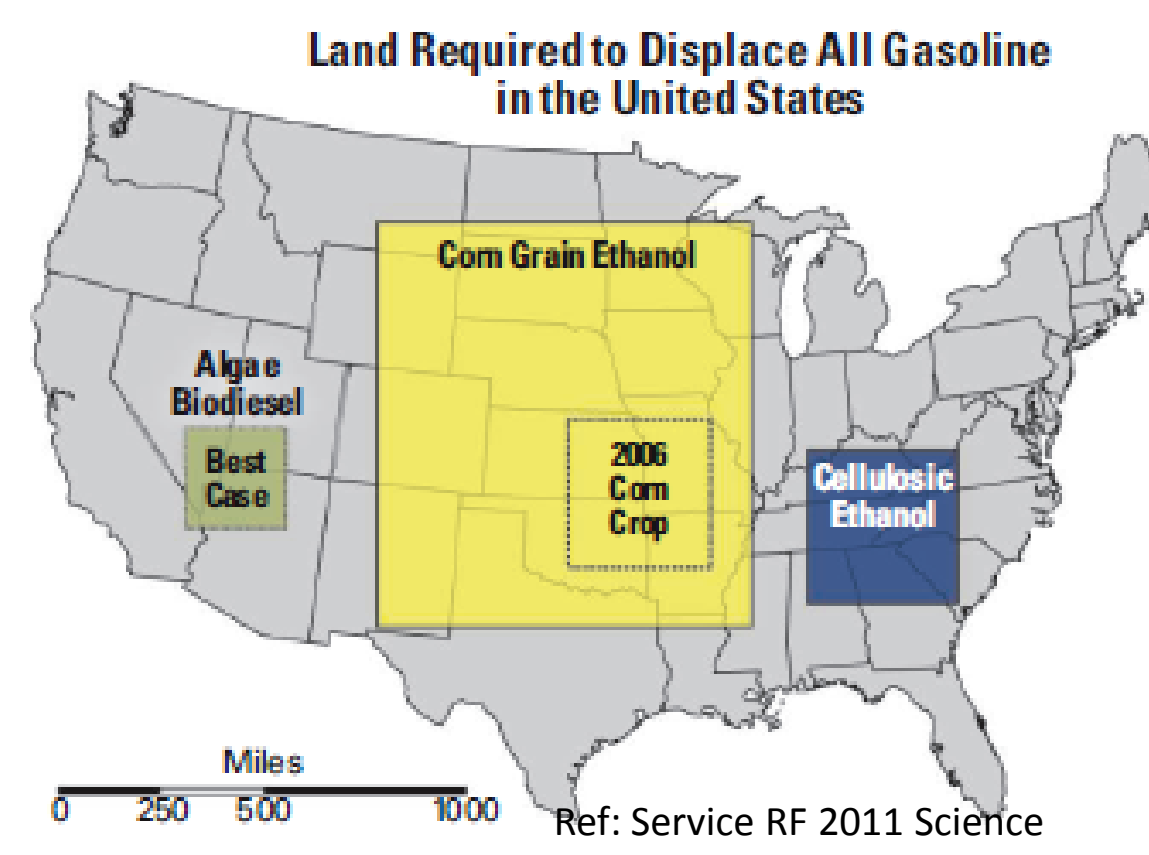 Land Required to Displace All Gasoline
in the United States
Corn Grain Ethanol
Algae
Biodiesel
Best
Case
2006
Corn
Crop
Cellulosic
Ethanol
Miles
0 250 500 1000
Ref: Service RF 2011 Science